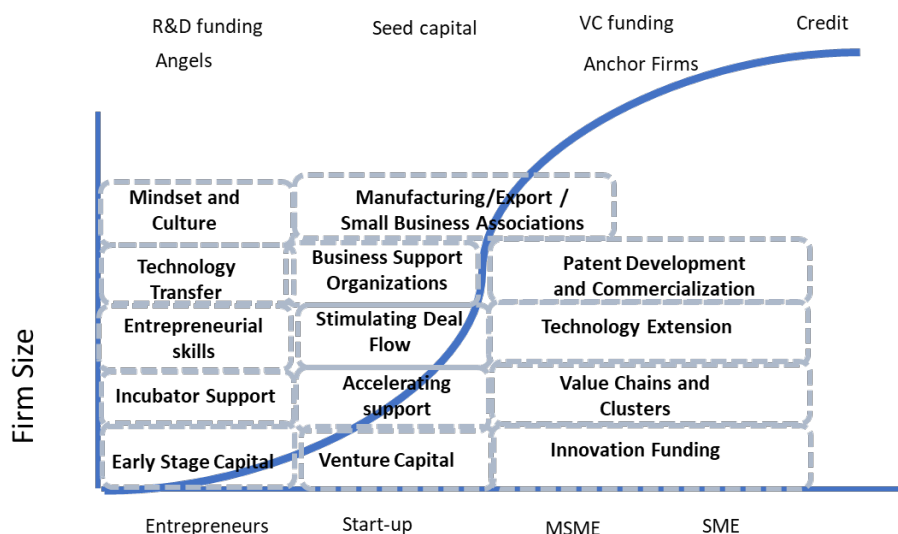 R&D funding
Seed capital
VC funding
Credit
Angels
Anchor Firms
Mindset and
Culture
Manufacturing/Export /
Small Business Associations
Technology
Transfer
Business Support
Organizations
Patent Development
and Commercialization
Entrepreneurial
skills
Stimulating Deal
Flow
Technology Extension
Incubator Support
Accelerating
support
Value Chains and
Clusters
Early Stage Capital
Venture Capital
Innovation Funding
Firm Size
Entrepreneurs
Start-up
MSME
SME